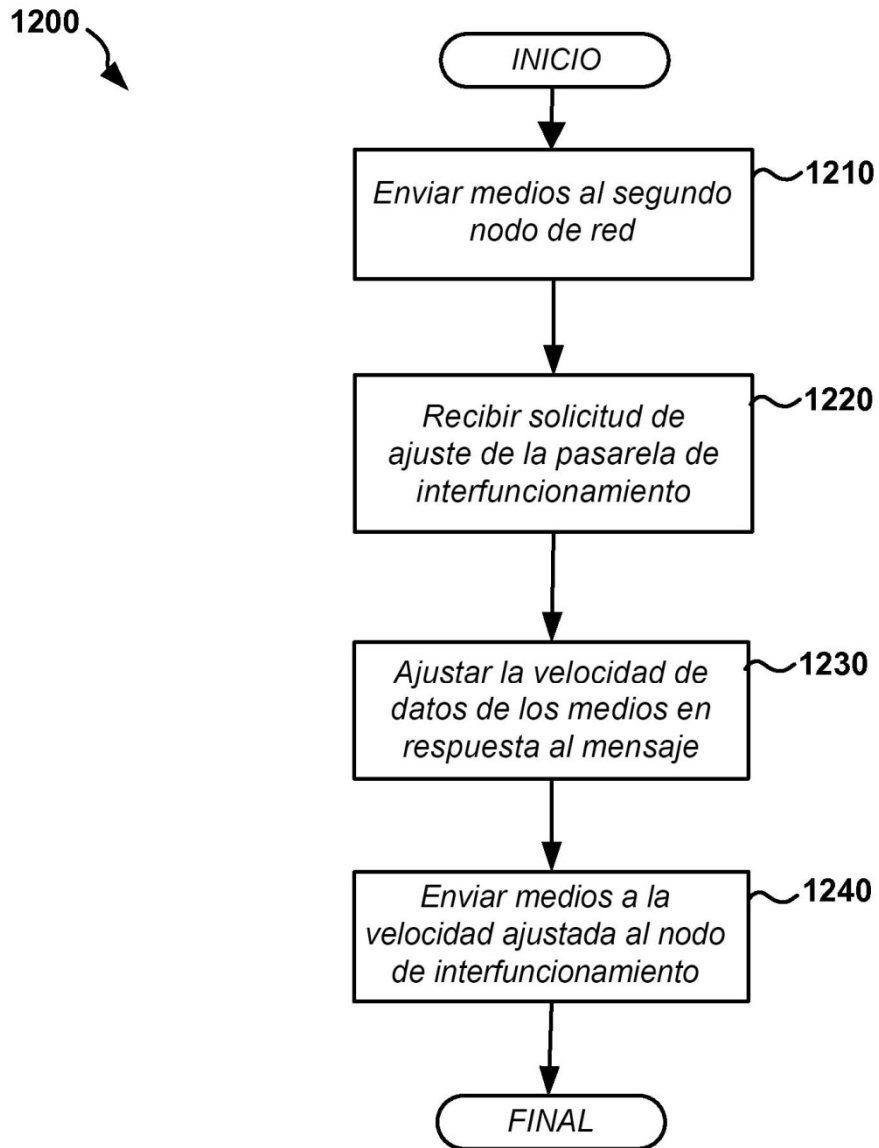 1200
INICIO
1210
Enviar medios al segundo
nodo de red
1220
Recibir solicitud de
ajuste de la pasarela de
interfuncionamiento
1230
Ajustar la velocidad de
datos de los medios en
respuesta al mensaje
1240
Enviar medios a la
velocidad ajustada al nodo
de interfuncionamiento
FINAL